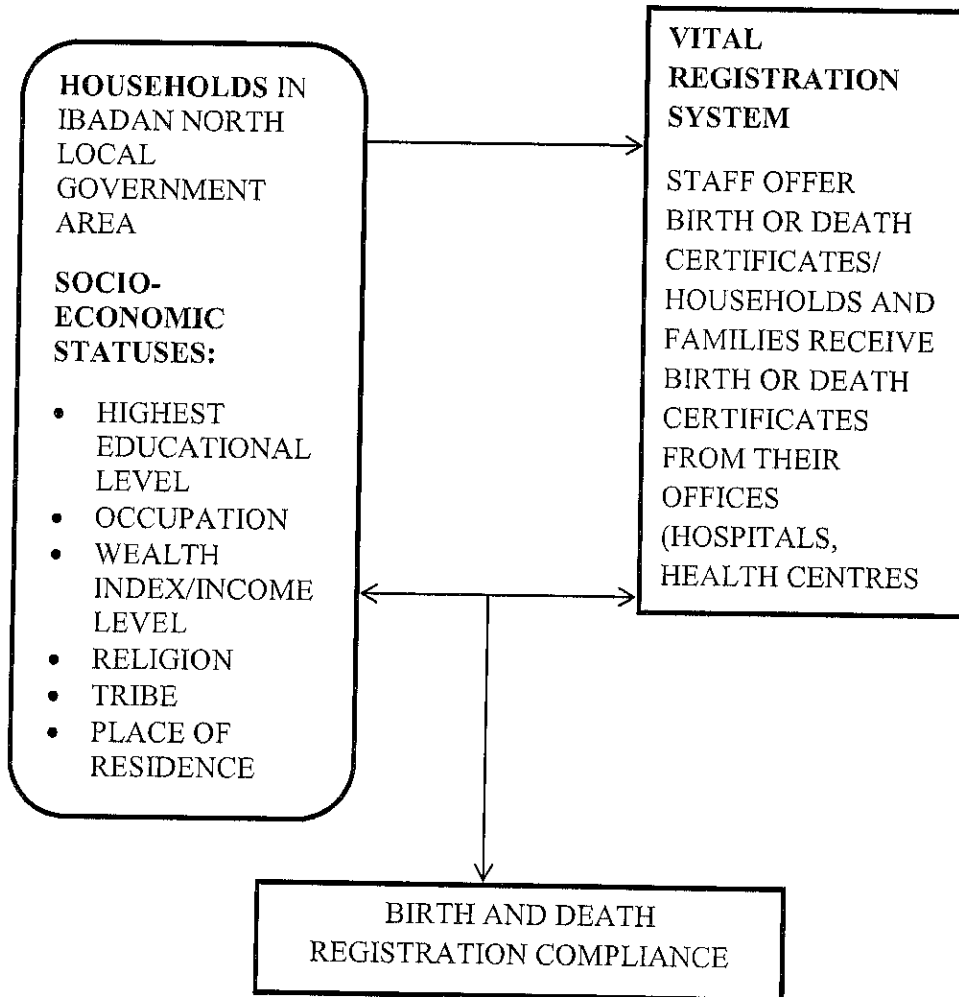 HOUSEHOLDS IN
IBADAN NORTH
LOCAL
GOVERNMENT
AREA
SOCIO-
ECONOMIC
STATUSES:
• HIGHEST
EDUCATIONAL
LEVEL
• OCCUPATION
• WEALTH
INDEX/INCOME
LEVEL
• RELIGION
• TRIBE
• PLACE OF
RESIDENCE
VITAL
REGISTRATION
SYSTEM
STAFF OFFER
BIRTH OR DEATH
CERTIFICATES/
HOUSEHOLDS AND
FAMILIES RECEIVE
BIRTH OR DEATH
CERTIFICATES
FROM THEIR
OFFICES
(HOSPITALS,
HEALTH CENTRES
BIRTH AND DEATH
REGISTRATION COMPLIANCE